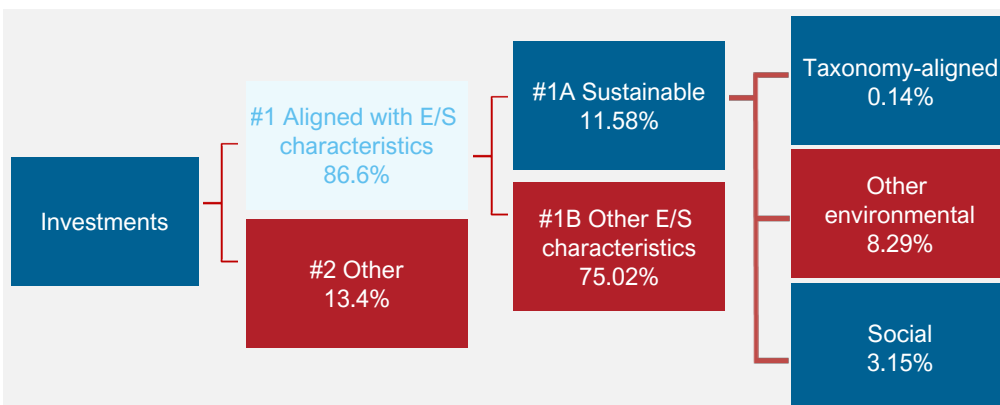 Investments
#1 Aligned with E/S
characteristics
86.6%
#2 Other
13.4%
#1A Sustainable
11.58%
#1B Other E/S
characteristics
75.02%
Taxonomy-aligned
0.14%
Other
environmental
8.29%
Social
3.15%